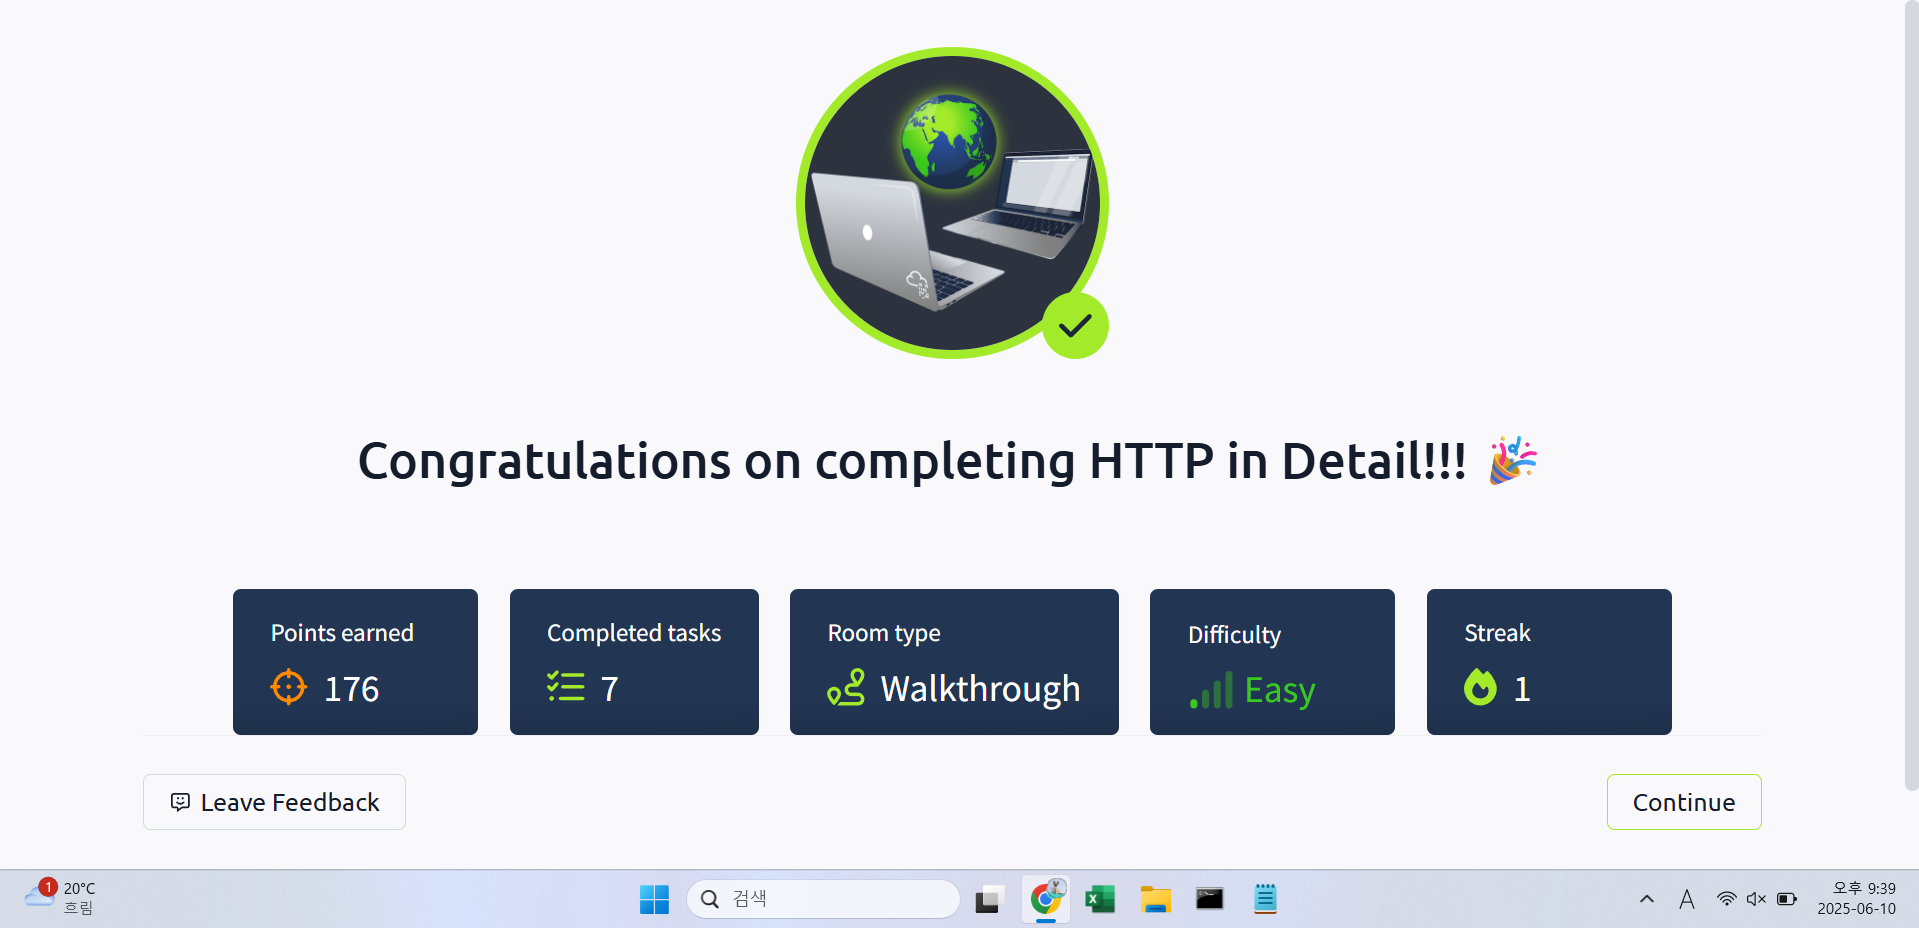 Congratulations on completing HTTP in Detail!!! 🎉
Points earned
176
Completed tasks
7
Room type
Walkthrough
Difficulty
Easy
Streak
1
Leave Feedback
Continue
1
20°C
흐림
검색
A
오후 9:39
2025-06-10